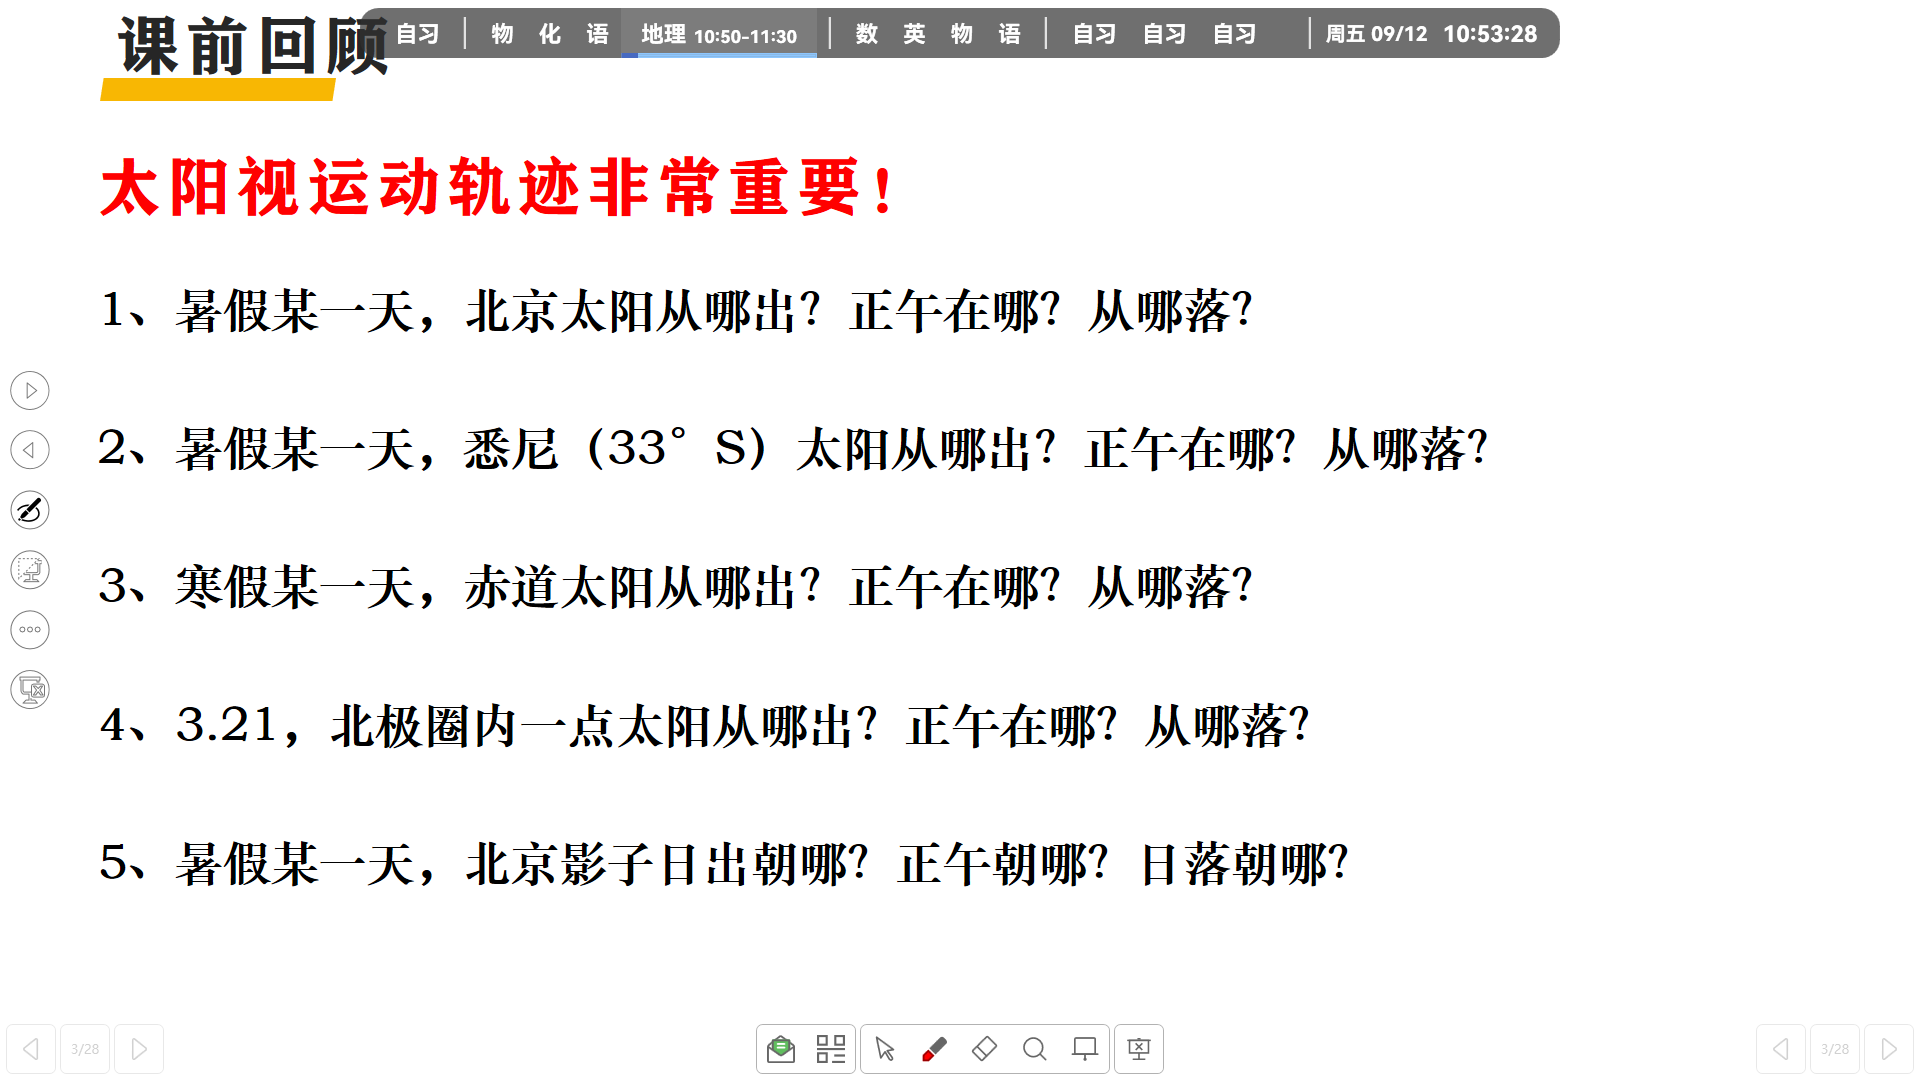 课前回顾
自习 物 化 语 地理 10:50-11:30 数 英 物 语 自习 自习 自习 周五 09/12 10:53:28
太阳视运动轨迹非常重要！
1、暑假某一天，北京太阳从哪出？正午在哪？从哪落？
2、暑假某一天，悉尼（33°S）太阳从哪出？正午在哪？从哪落？
3、寒假某一天，赤道太阳从哪出？正午在哪？从哪落？
4、3.21，北极圈内一点太阳从哪出？正午在哪？从哪落？
5、暑假某一天，北京影子日出朝哪？正午朝哪？日落朝哪？
3/28
3/28